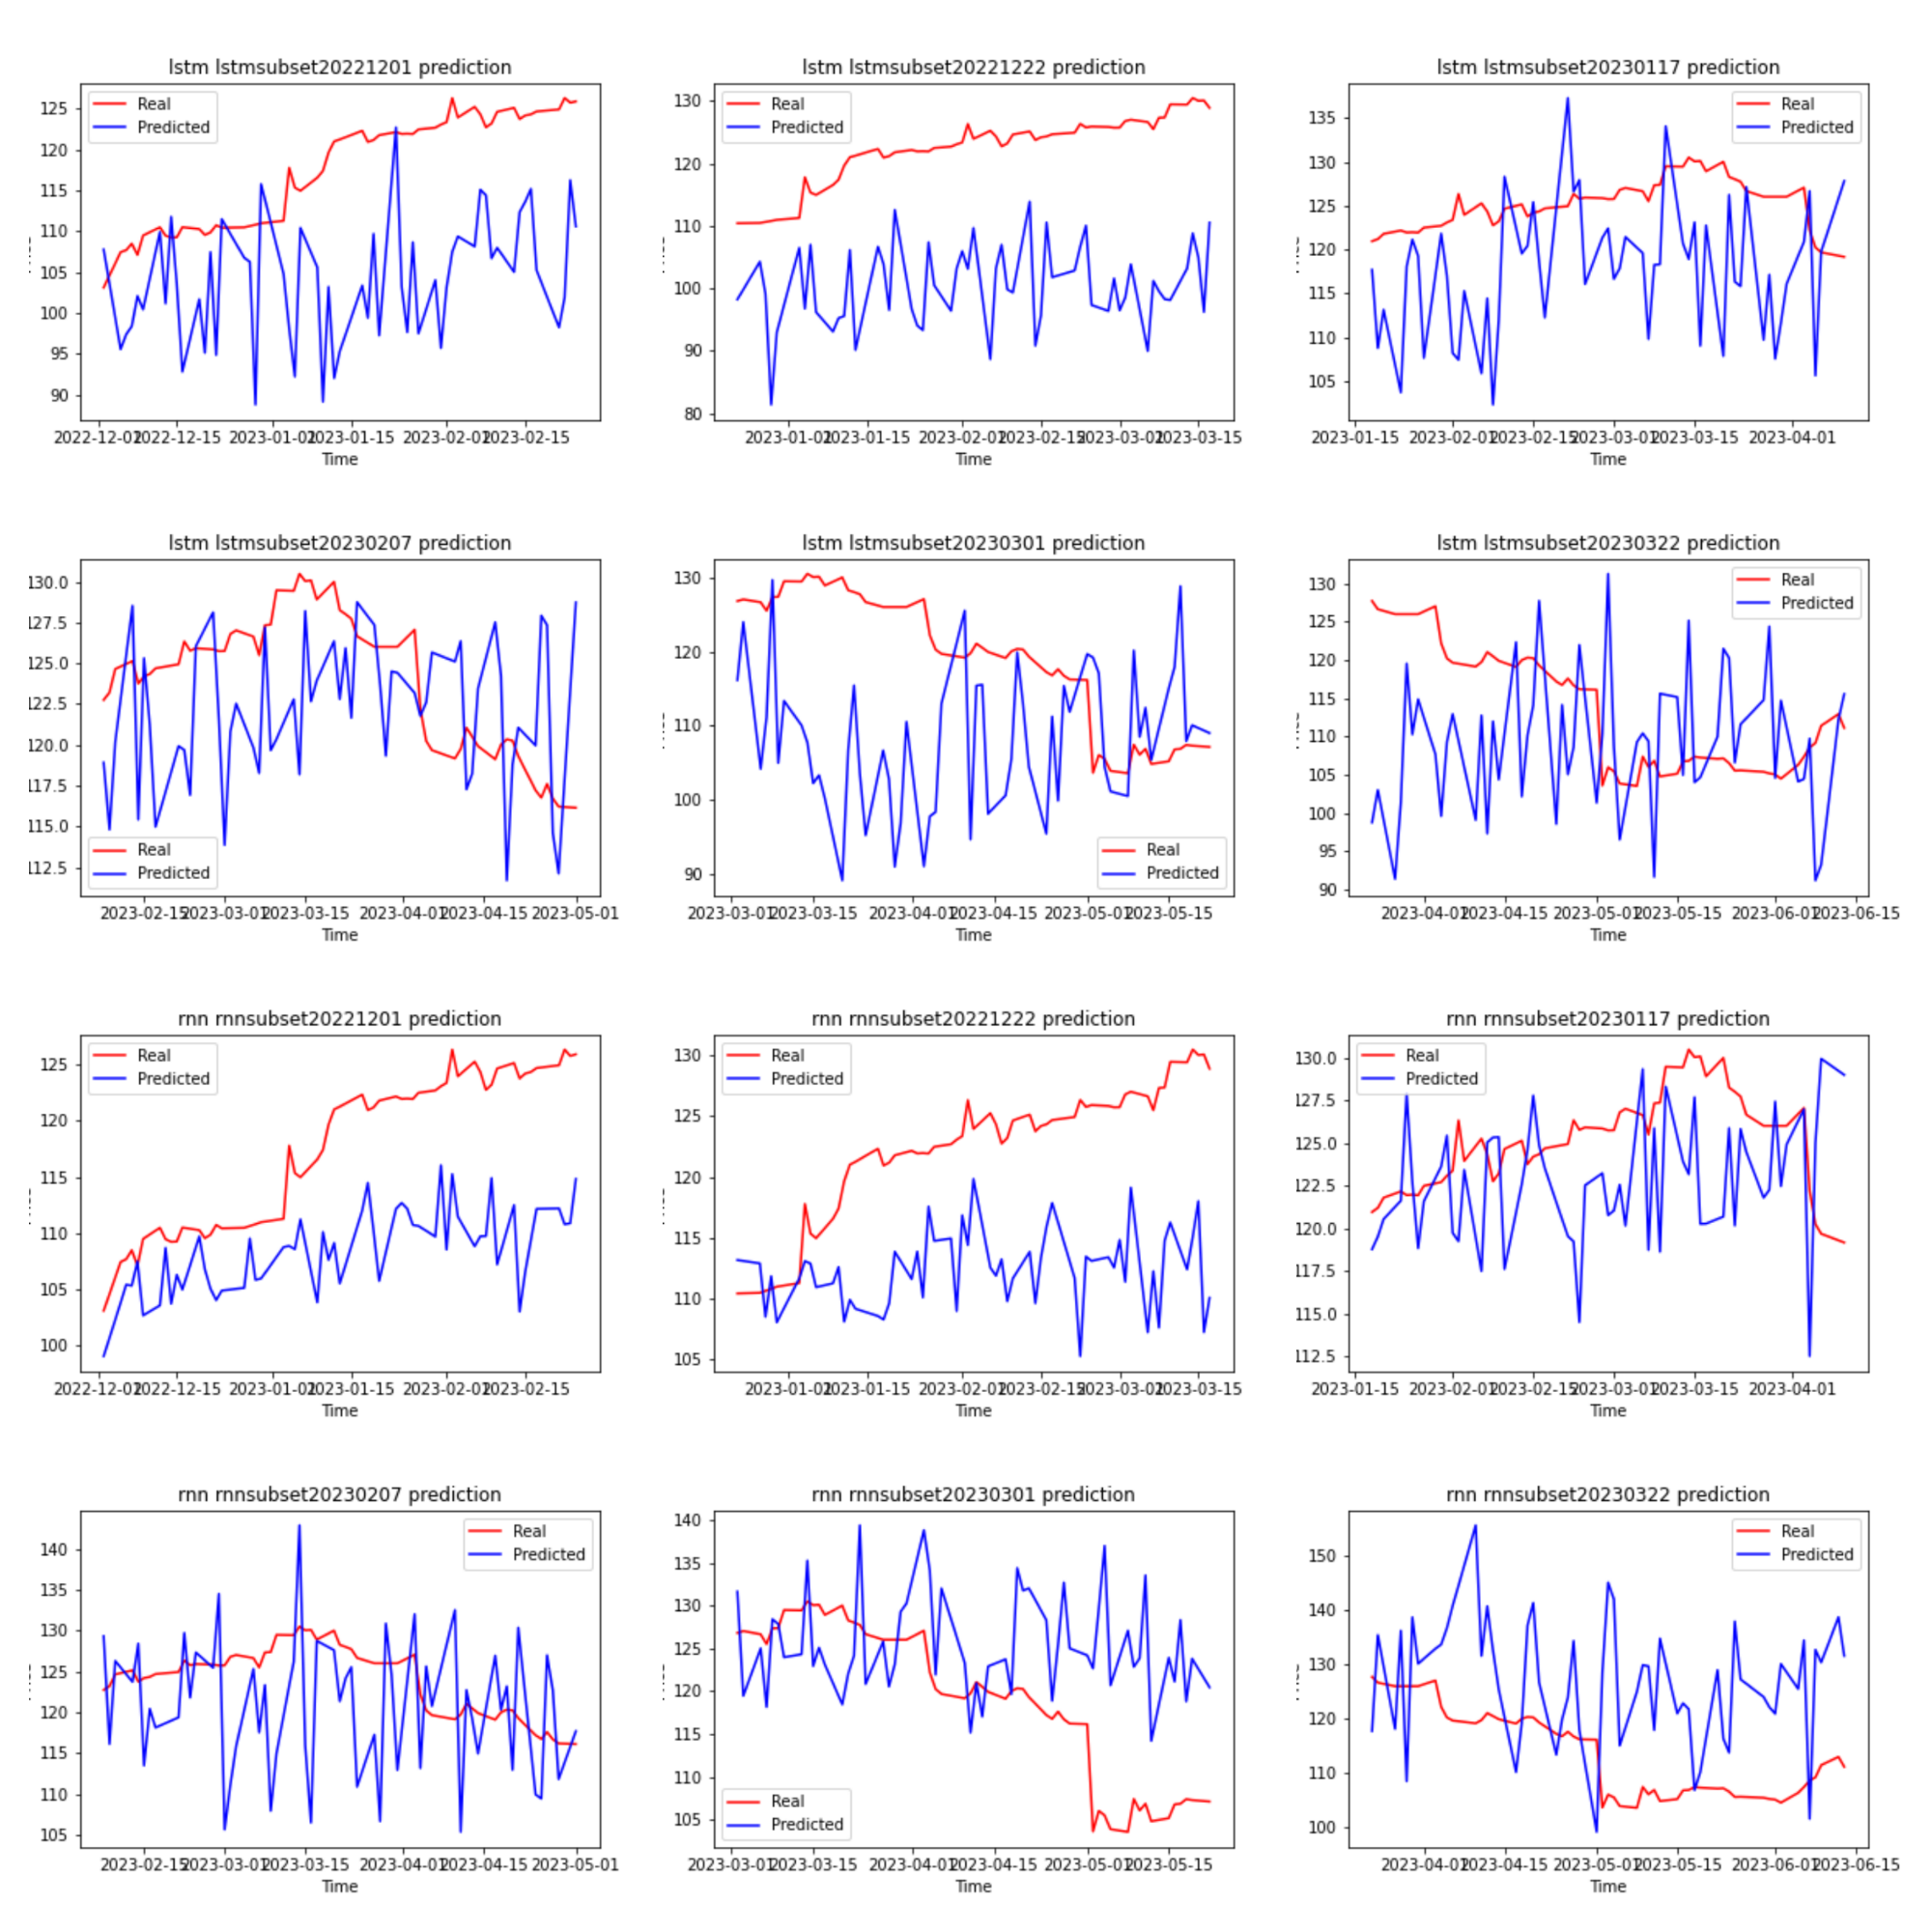 lstm lstmsubset20221201 prediction
Real
Predicted
125
120
115
110
105
100
95
90
2022-12-01 2022-12-15 2023-01-01 2023-01-15 2023-02-01 2023-02-15
Time
lstm lstmsubset20221222 prediction
Real
Predicted
130
120
110
100
90
80
2023-01-01 2023-01-15 2023-02-01 2023-02-15 2023-03-01 2023-03-15
Time
lstm lstmsubset20230117 prediction
Real
Predicted
135
130
125
120
115
110
105
2023-01-15 2023-02-01 2023-02-15 2023-03-01 2023-03-15 2023-04-01
Time
lstm lstmsubset20230207 prediction
130.0
127.5
125.0
122.5
120.0
117.5
115.0
112.5
Real
Predicted
2023-02-15 2023-03-01 2023-03-15 2023-04-01 2023-04-15 2023-05-01
Time
lstm lstmsubset20230301 prediction
130
120
110
100
90
Real
Predicted
2023-03-01 2023-03-15 2023-04-01 2023-04-15 2023-05-01 2023-05-15
Time
lstm lstmsubset20230322 prediction
Real
Predicted
130
125
120
115
110
105
100
95
90
2023-04-01 2023-04-15 2023-05-01 2023-05-15 2023-06-01 2023-06-15
Time
rnn rnnsubset20221201 prediction
Real
Predicted
125
120
115
110
105
100
2022-12-01 2022-12-15 2023-01-01 2023-01-15 2023-02-01 2023-02-15
Time
rnn rnnsubset20221222 prediction
Real
Predicted
130
125
120
115
110
105
2023-01-01 2023-01-15 2023-02-01 2023-02-15 2023-03-01 2023-03-15
Time
rnn rnnsubset20230117 prediction
Real
Predicted
130.0
127.5
125.0
122.5
120.0
117.5
115.0
112.5
2023-01-15 2023-02-01 2023-02-15 2023-03-01 2023-03-15 2023-04-01
Time
rnn rnnsubset20230207 prediction
Real
Predicted
140
135
130
125
120
115
110
105
2023-02-15 2023-03-01 2023-03-15 2023-04-01 2023-04-15 2023-05-01
Time
rnn rnnsubset20230301 prediction
140
135
130
125
120
115
110
105
Real
Predicted
2023-03-01 2023-03-15 2023-04-01 2023-04-15 2023-05-01 2023-05-15
Time
rnn rnnsubset20230322 prediction
Real
Predicted
150
140
130
120
110
100
2023-04-01 2023-04-15 2023-05-01 2023-05-15 2023-06-01 2023-06-15
Time